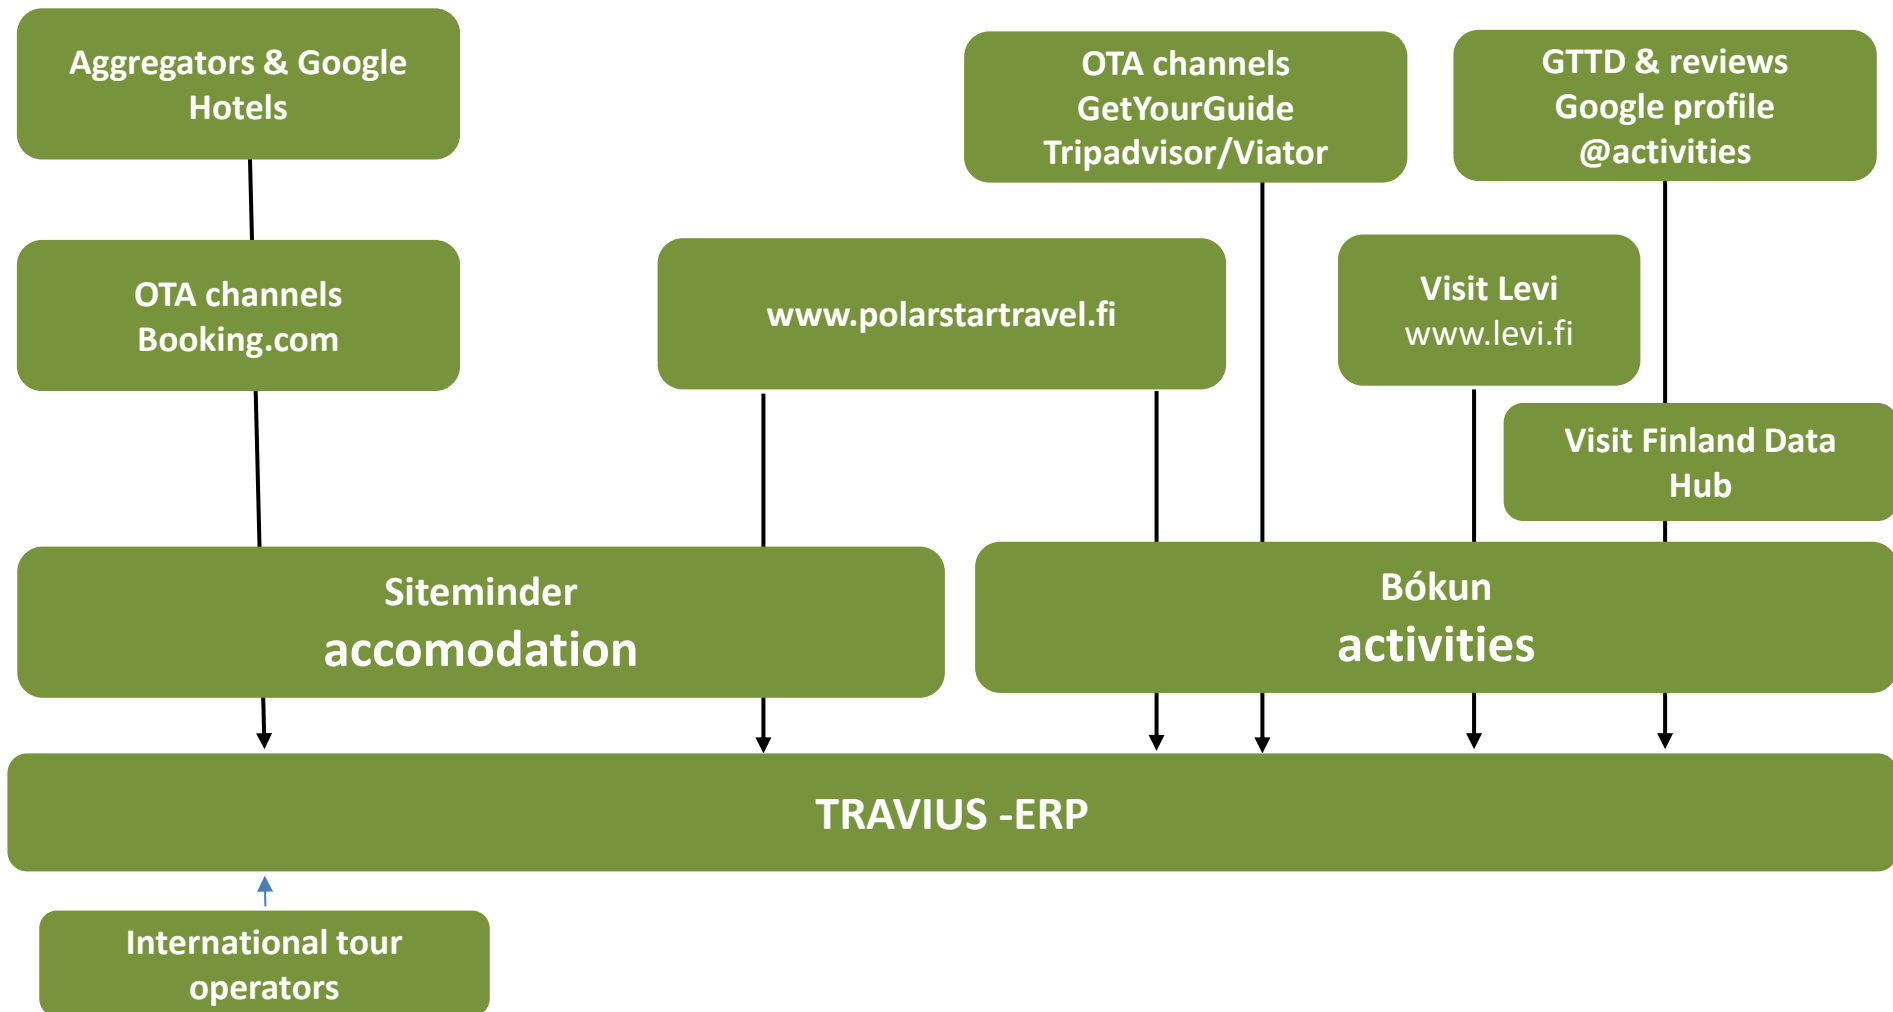 Aggregators & Google
Hotels
OTA channels
GetYourGuide
Tripadvisor/Viator
GTTD & reviews
Google profile
@activities
OTA channels
Booking.com
www.polarstartravel.fi
Visit Levi
www.levi.fi
Visit Finland Data
Hub
Siteminder
accomodation
Bókun
activities
TRAVIUS -ERP
International tour
operators